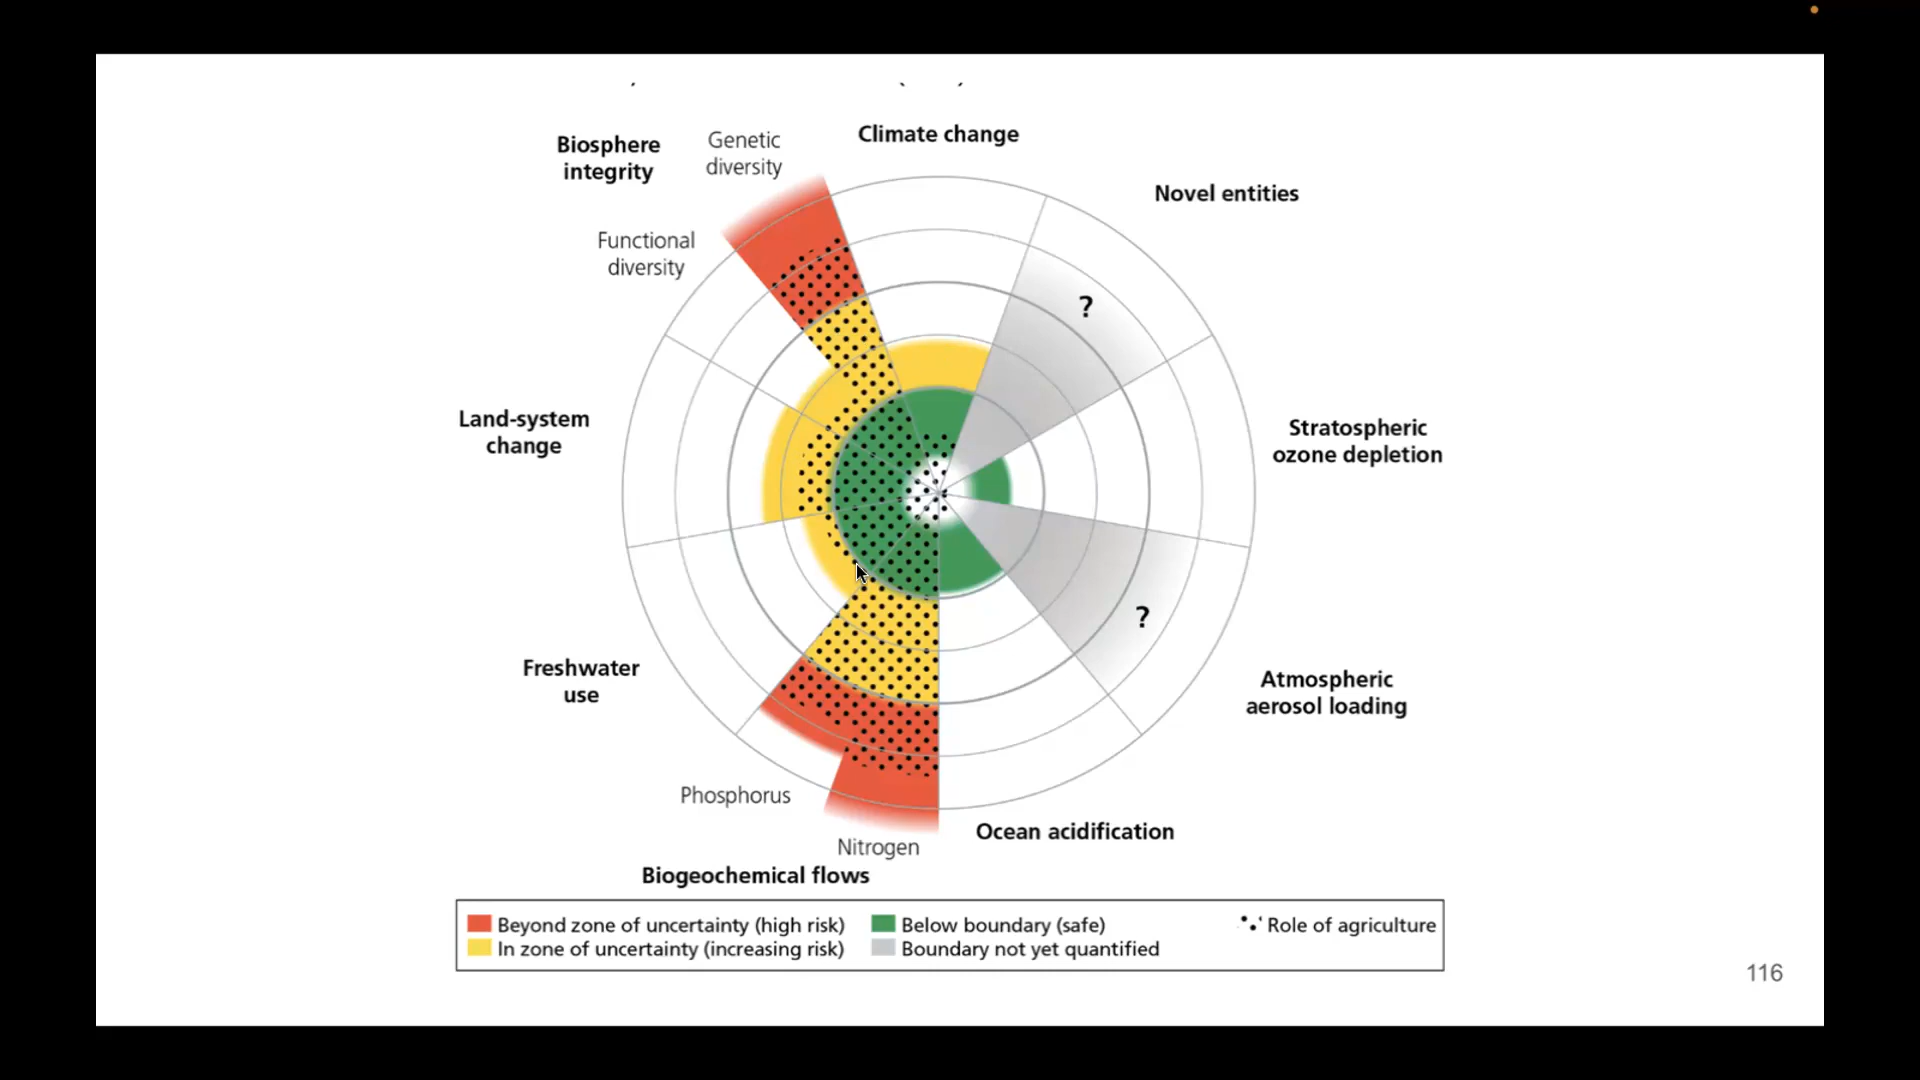 Climate change
Biosphere
integrity
Genetic
diversity
Novel entities
Functional
diversity
?
Land-system
change
Stratospheric
ozone depletion
?
Freshwater
use
Atmospheric
aerosol loading
Phosphorus
Ocean acidification
Nitrogen
Biogeochemical flows
Beyond zone of uncertainty (high risk)
Below boundary (safe)
Role of agriculture
In zone of uncertainty (increasing risk)
Boundary not yet quantified
116